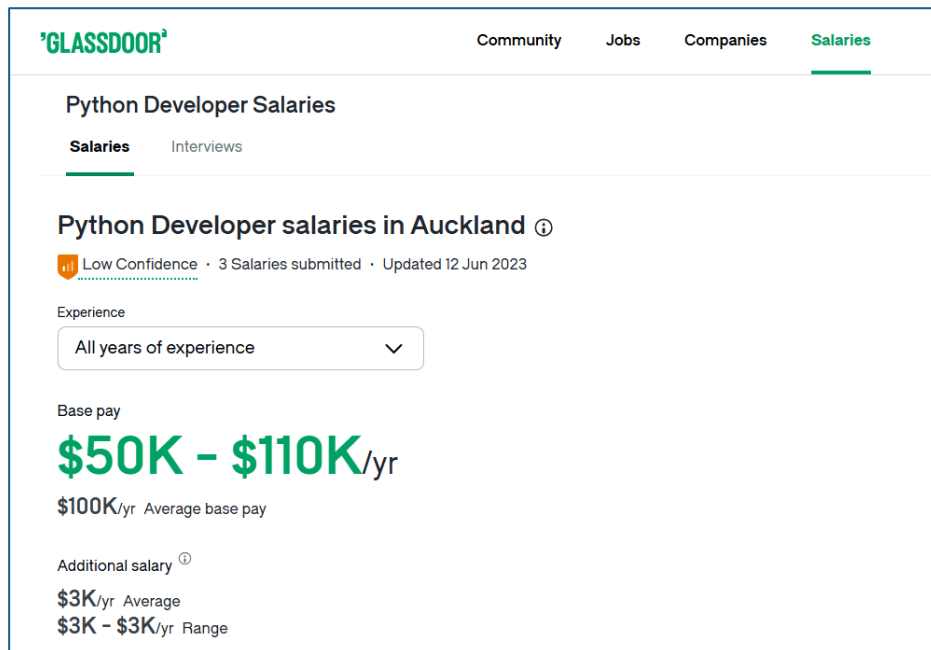 GLASSDOOR
Community Jobs Companies Salaries
Python Developer Salaries
Salaries Interviews
Python Developer salaries in Auckland
Low Confidence · 3 Salaries submitted · Updated 12 Jun 2023
Experience
All years of experience
Base pay
$50K - $110K/yr
$100K/yr Average base pay
Additional salary
$3K/yr Average
$3K - $3K/yr Range